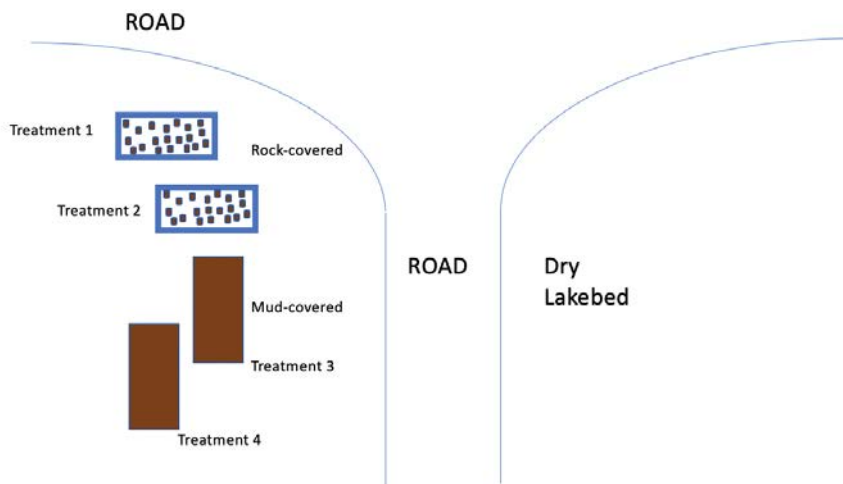 ROAD
Treatment 1
Rock-covered
Treatment 2
ROAD
Dry
Lakebed
Mud-covered
Treatment 3
Treatment 4